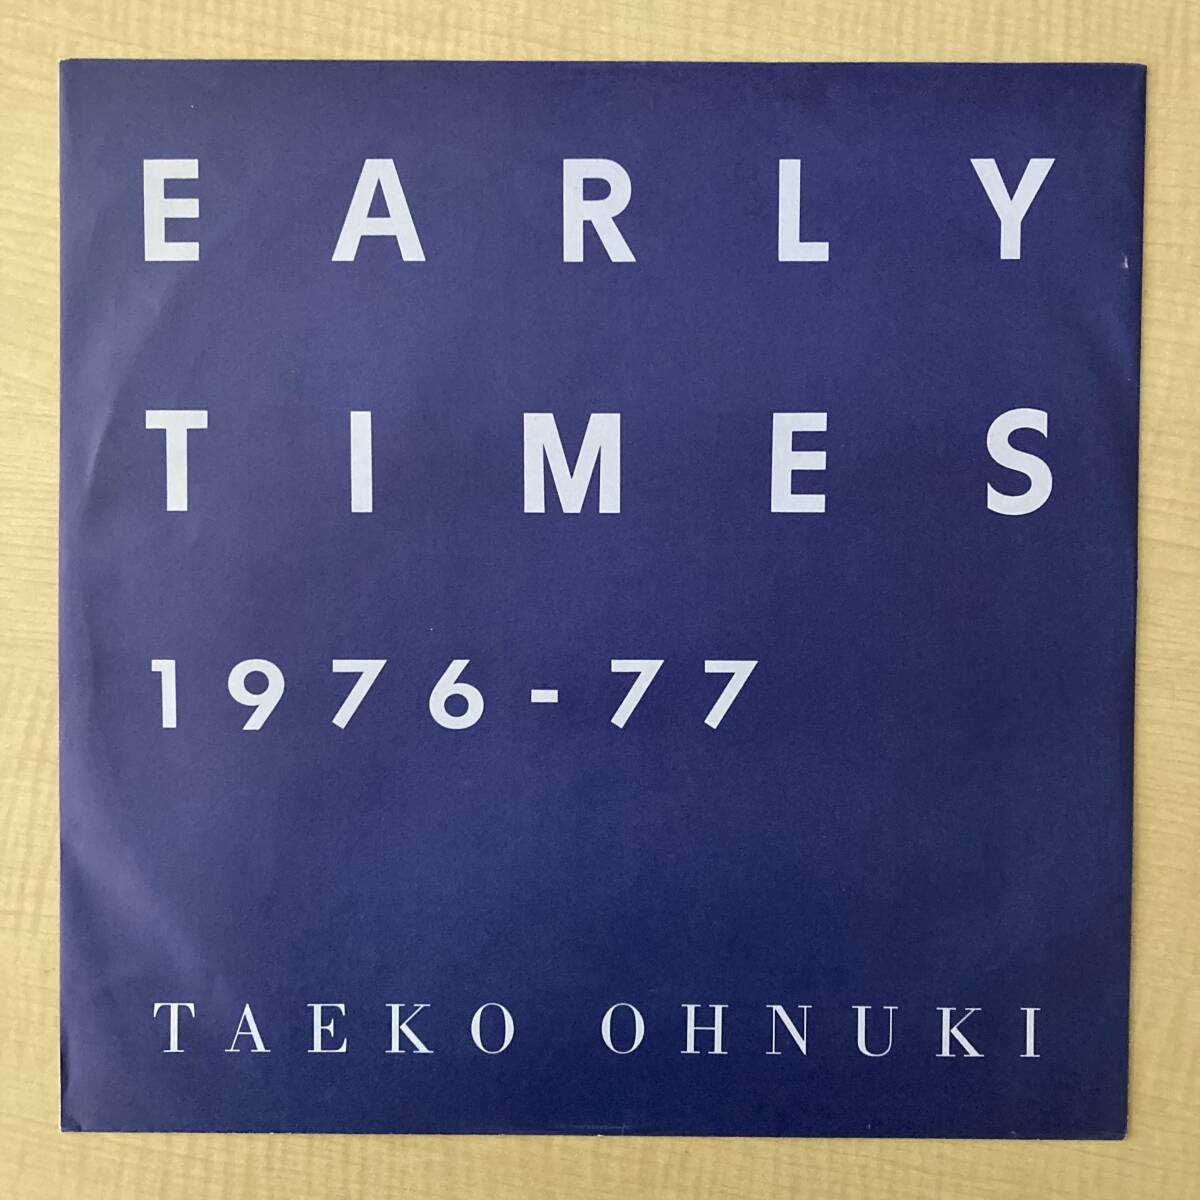 EARLY
TIMES
1976-77
TAEKO OHNUKI